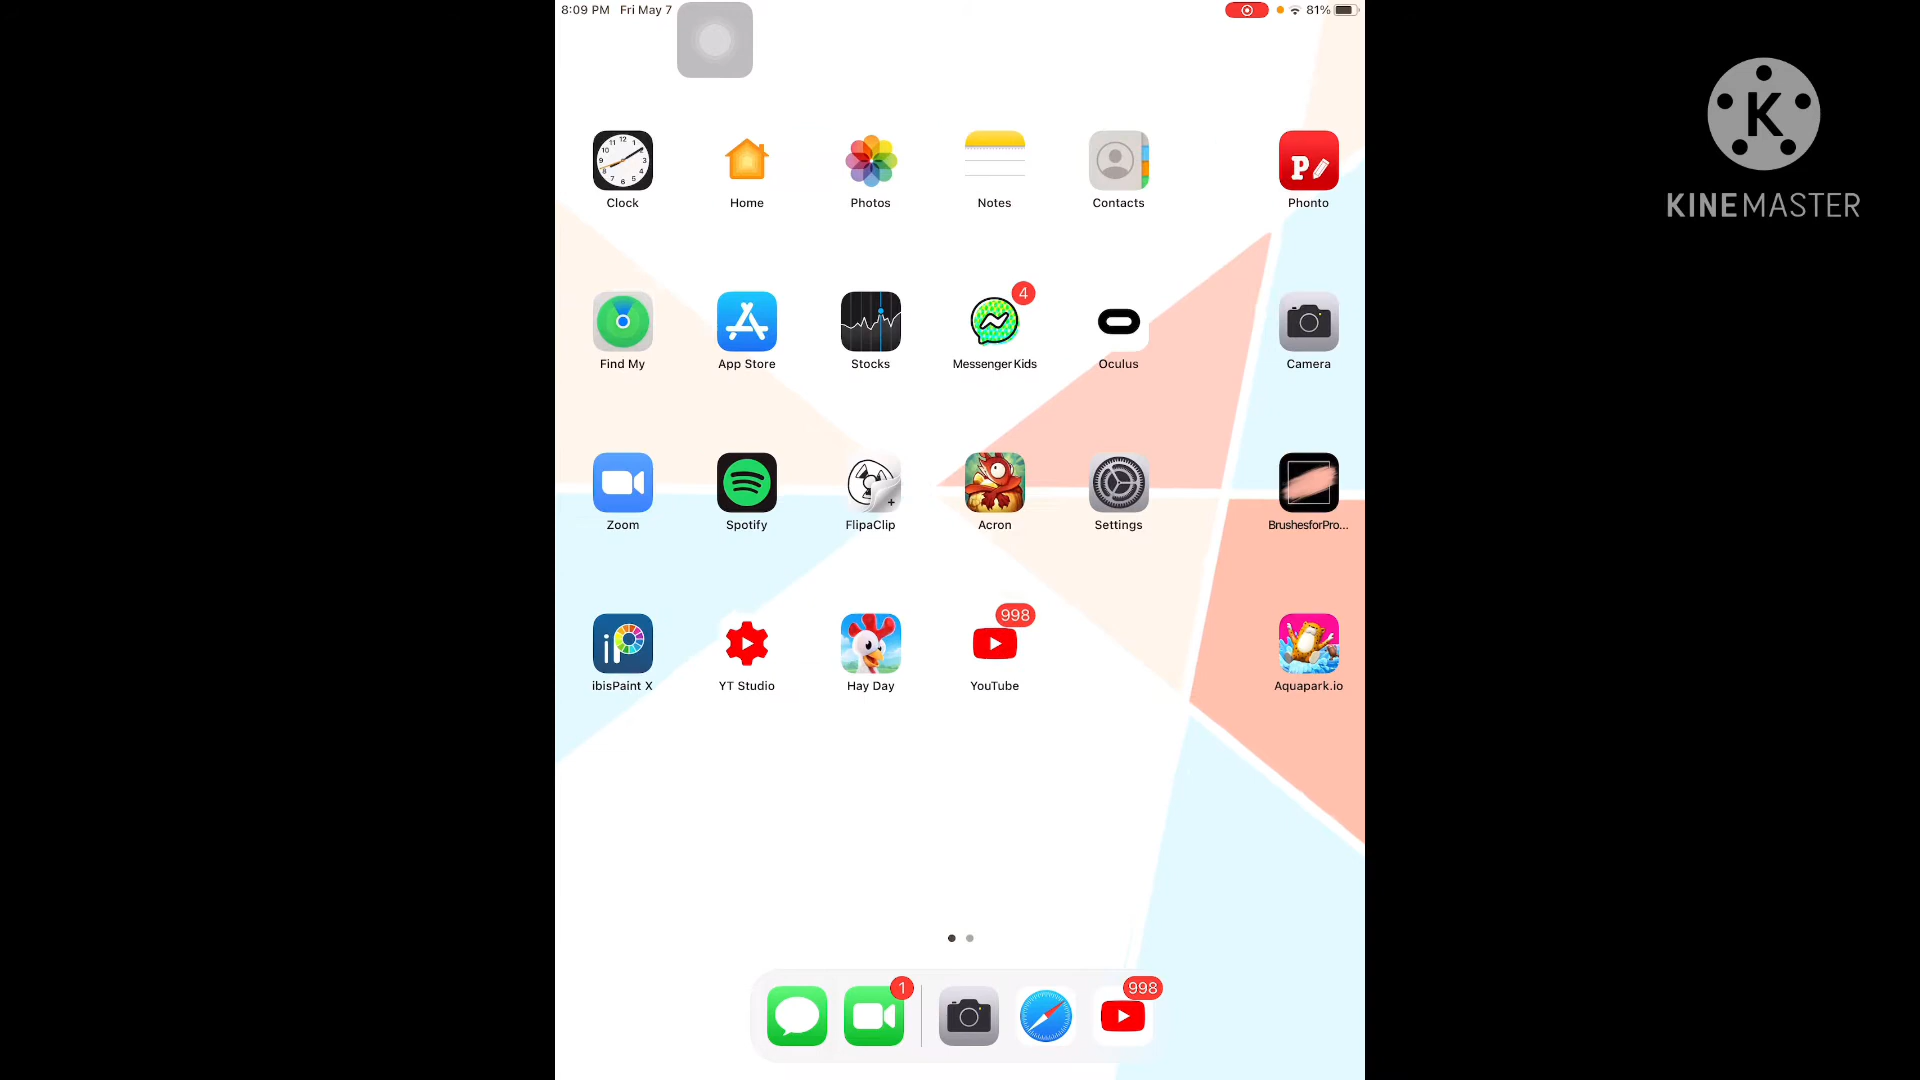 8:09 PM Fri May 7
81%
K
KINEMASTER
Clock
Home
Photos
Notes
Contacts
P
Phonto
4
Find My
App Store
Stocks
Messenger Kids
Oculus
Camera
Zoom
Spotify
FlipaClip
Acron
Settings
BrushesforPro...
998
iP
ibisPaint X
YT Studio
Hay Day
YouTube
Aquapark.io
1
998